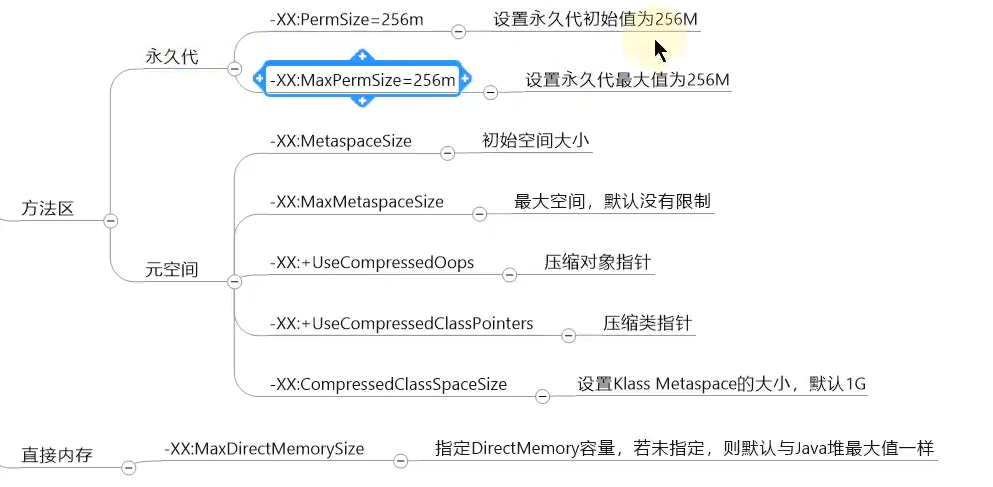 方法区
永久代
-XX:PermSize=256m
设置永久代初始值为256M
-XX:MaxPermSize=256m
设置永久代最大值为256M
元空间
-XX:MetaspaceSize
初始空间大小
-XX:MaxMetaspaceSize
最大空间，默认没有限制
-XX:+UseCompressedOops
压缩对象指针
-XX:+UseCompressedClassPointers
压缩类指针
-XX:CompressedClassSpaceSize
设置Klass Metaspace的大小，默认1G
直接内存
-XX:MaxDirectMemorySize
指定DirectMemory容量，若未指定，则默认与Java堆最大值一样